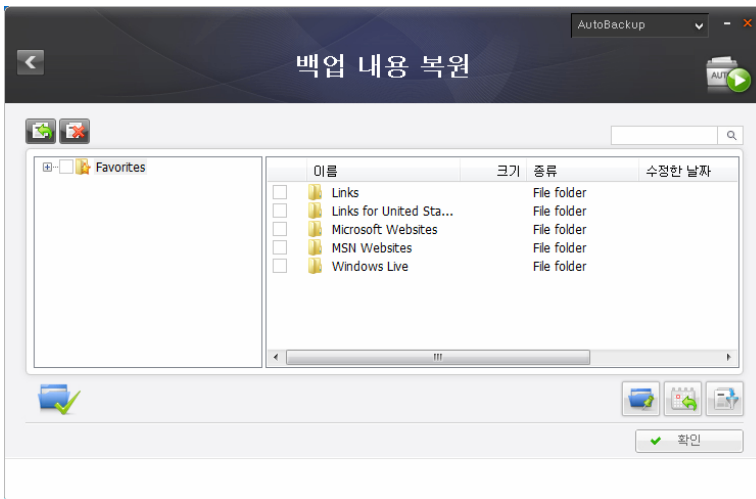 AutoBackup
백업 내용 복원
AUTO
Favorites
이름 크기 종류 수정한 날짜
Links File folder
Links for United Sta... File folder
Microsoft Websites File folder
MSN Websites File folder
Windows Live File folder
확인